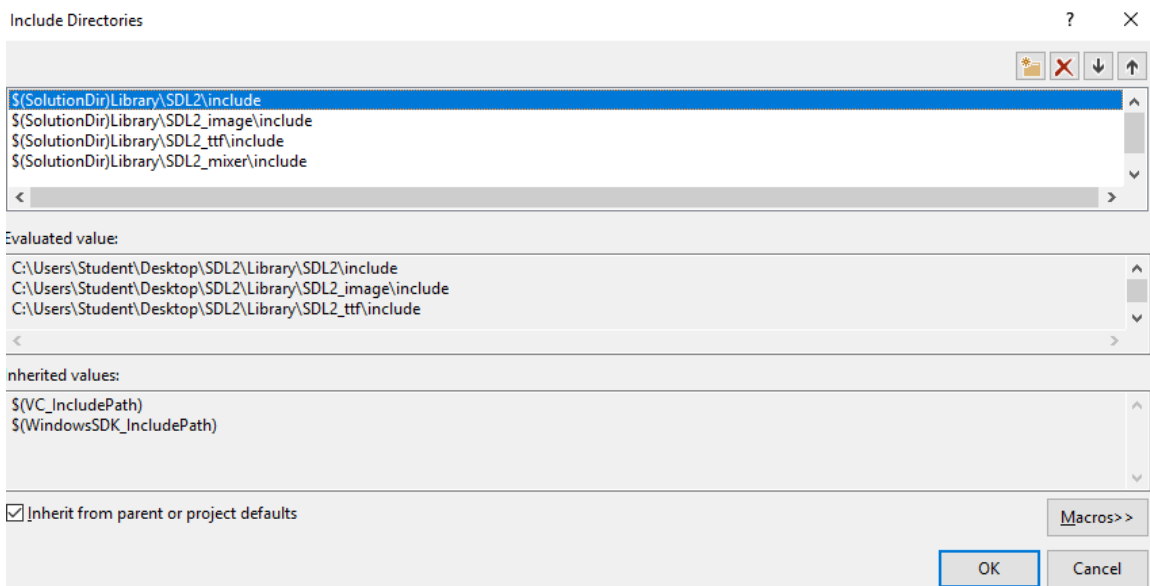 Include Directories
?
$(SolutionDir)Library\SDL2\include
$(SolutionDir)Library\SDL2_image\include
$(SolutionDir)Library\SDL2_ttf\include
$(SolutionDir)Library\SDL2_mixer\include
Evaluated value:
C:\Users\Student\Desktop\SDL2\Library\SDL2\include
C:\Users\Student\Desktop\SDL2\Library\SDL2_image\include
C:\Users\Student\Desktop\SDL2\Library\SDL2_ttf\include
nherited values:
$(VC_IncludePath)
$(WindowsSDK_IncludePath)
Inherit from parent or project defaults
Macros>>
OK
Cancel